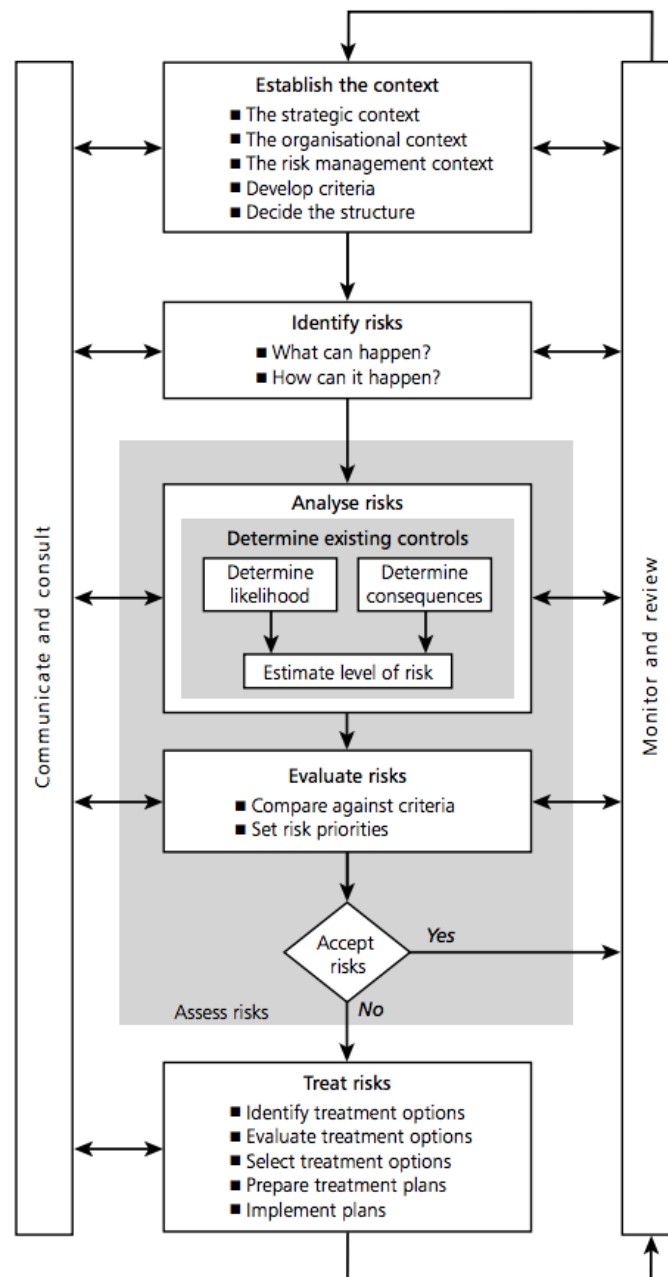 Communicate and consult
Establish the context
■ The strategic context
■ The organisational context
■ The risk management context
■ Develop criteria
■ Decide the structure
Identify risks
■ What can happen?
■ How can it happen?
Analyse risks
Determine existing controls
Determine
likelihood
Determine
consequences
Estimate level of risk
Evaluate risks
■ Compare against criteria
■ Set risk priorities
Accept
risks
Yes
No
Assess risks
Treat risks
■ Identify treatment options
■ Evaluate treatment options
■ Select treatment options
■ Prepare treatment plans
■ Implement plans
Monitor and review